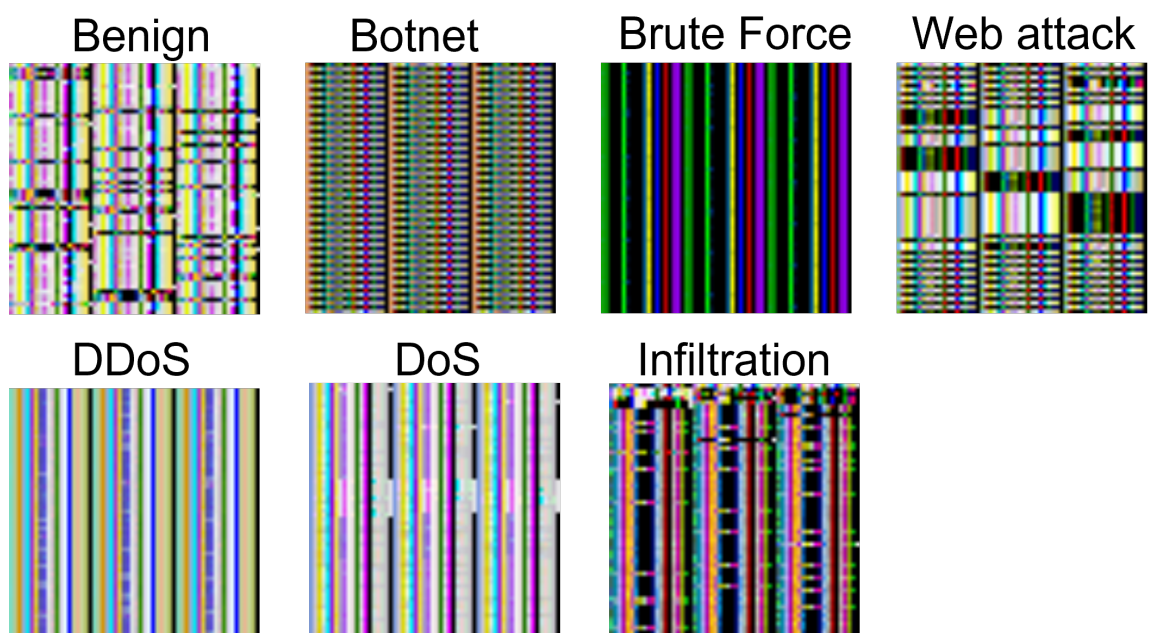 Benign
Botnet
Brute Force
Web attack
DDoS
DoS
Infiltration